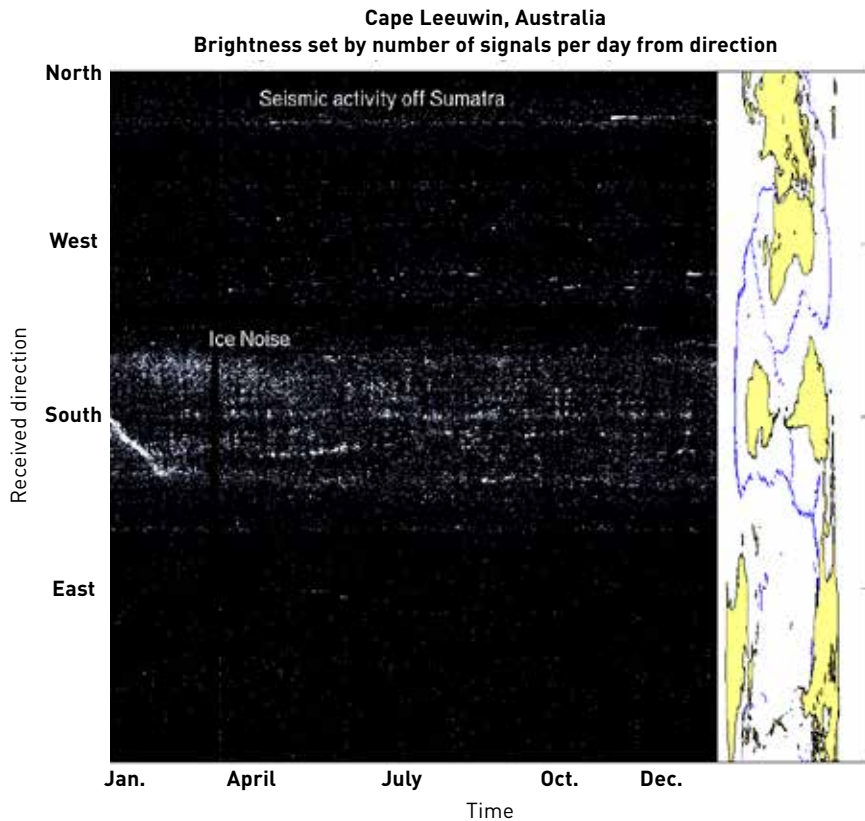 Cape Leeuwin, Australia
Brightness set by number of signals per day from direction
North
Seismic activity off Sumatra
West
Ice Noise
South
East
Received direction
Jan. April July Oct. Dec.
Time